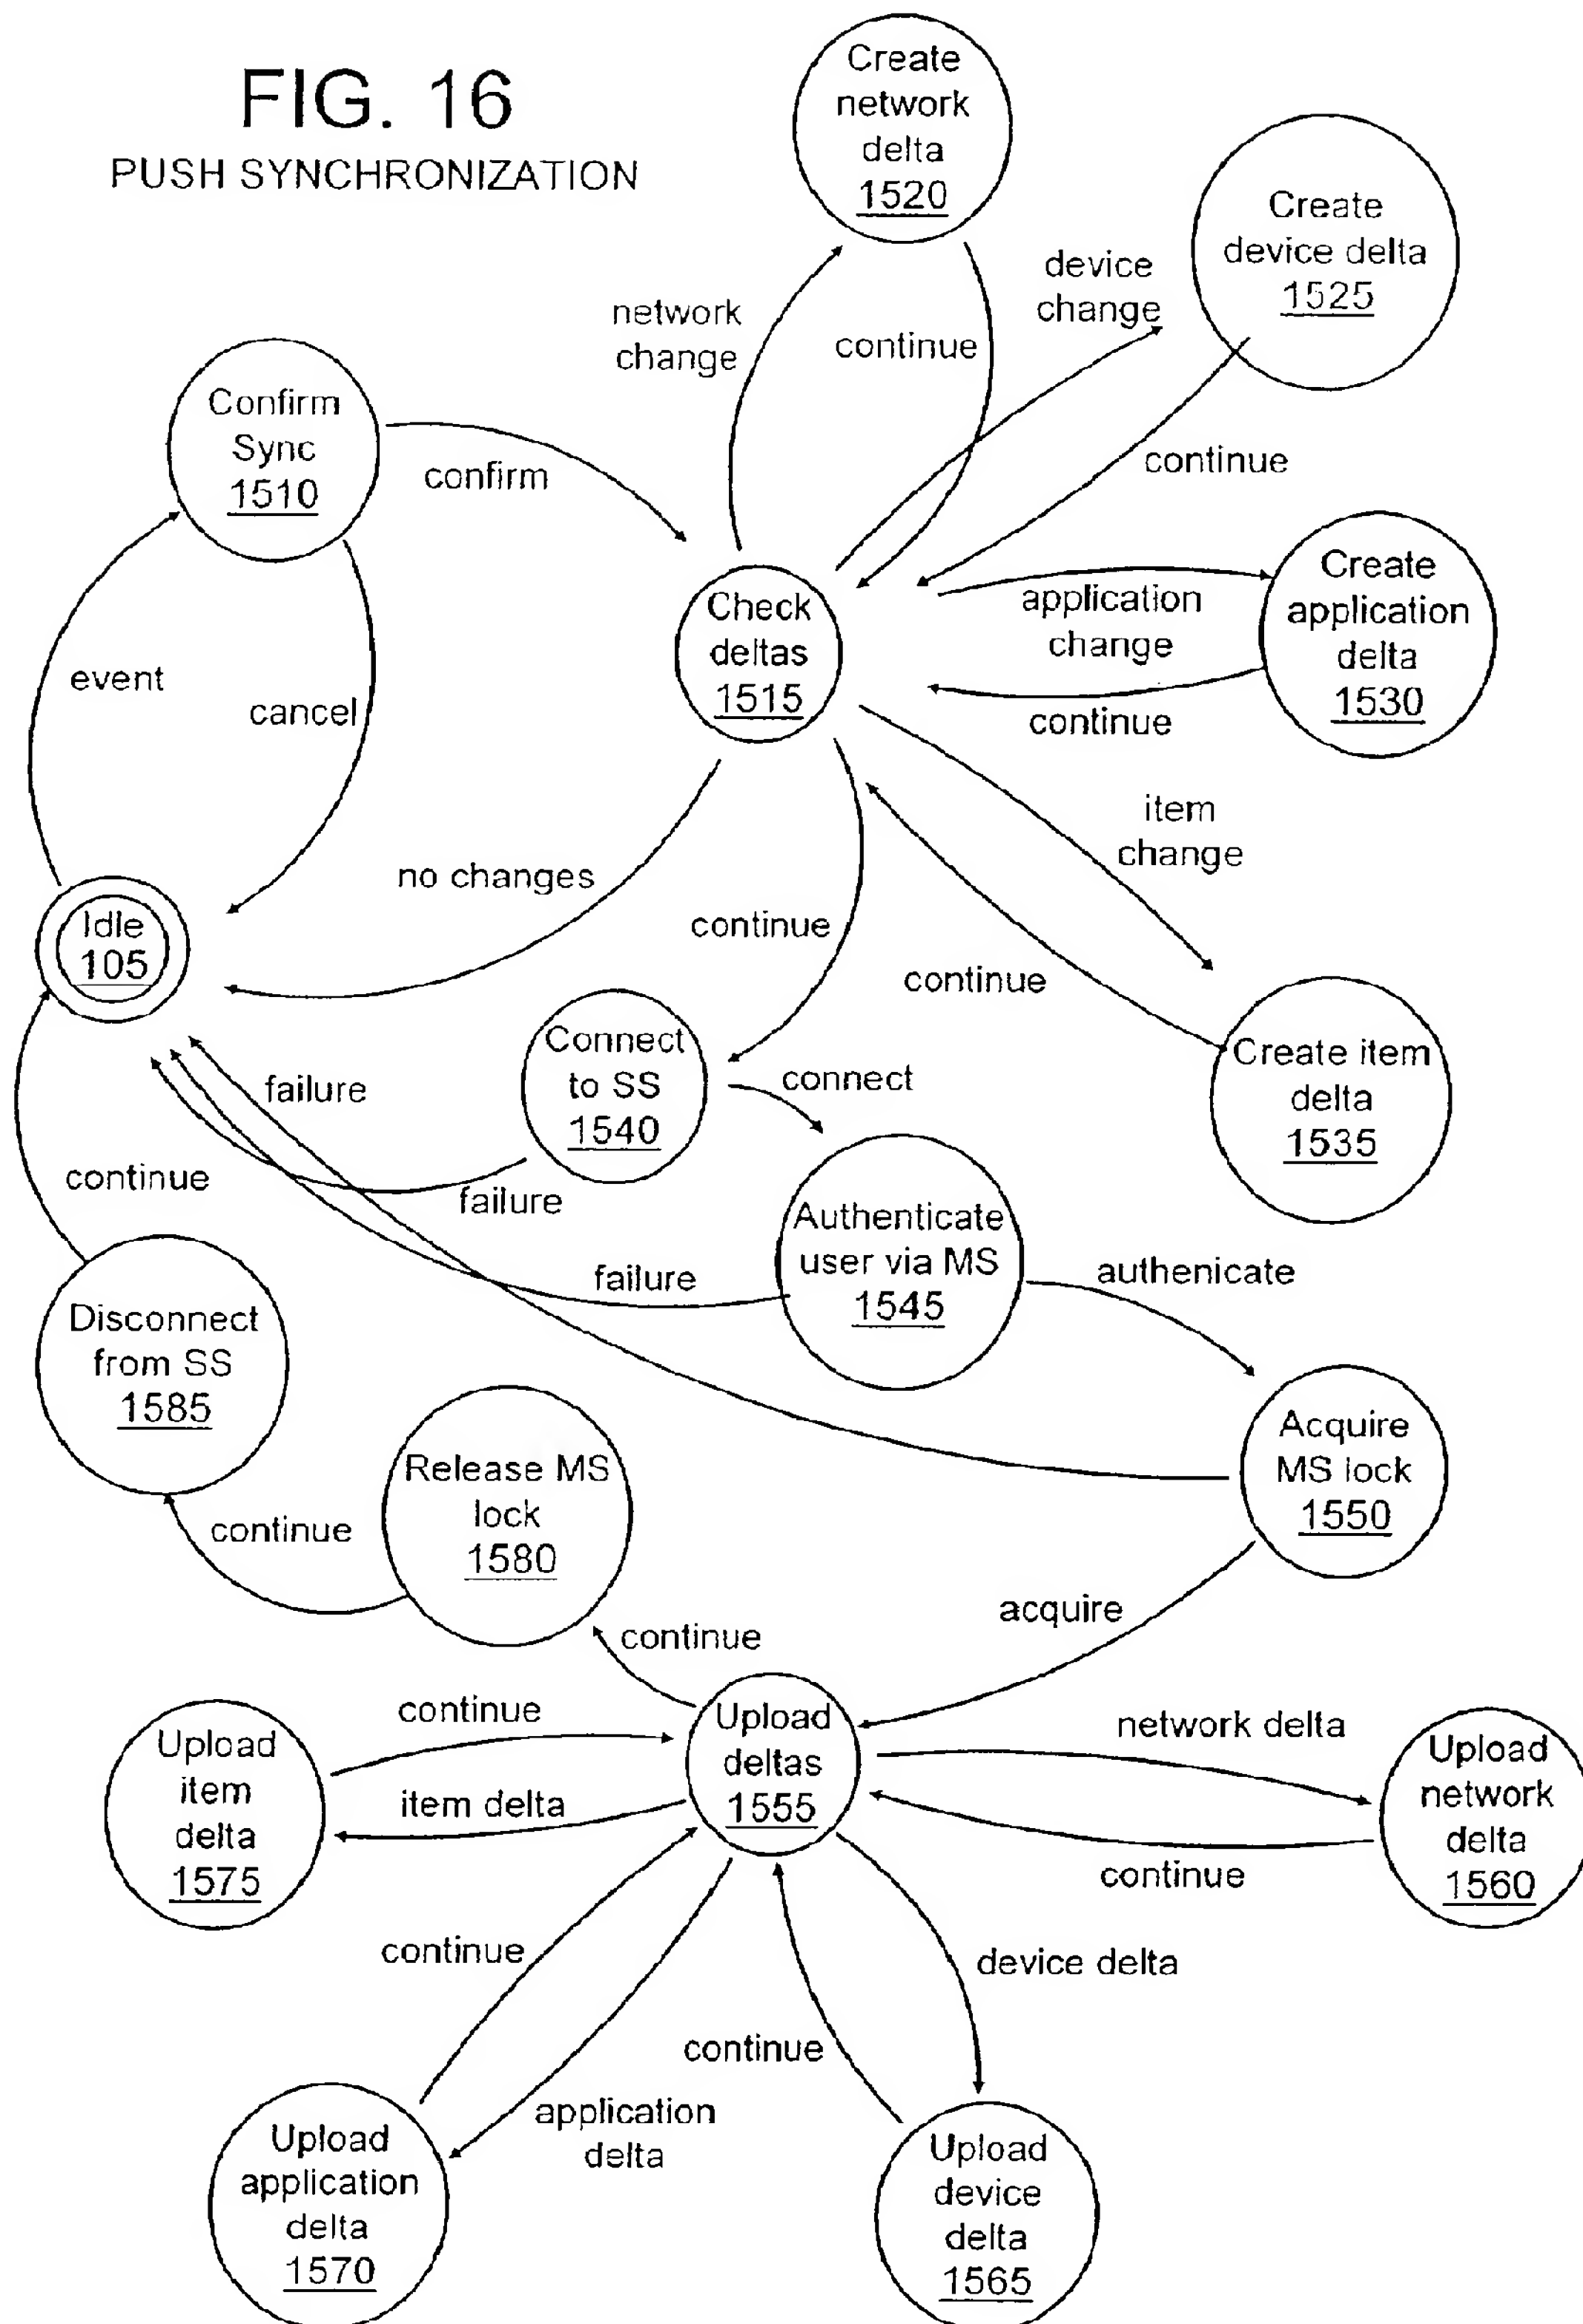 FIG. 16
PUSH SYNCHRONIZATION
Create
network
delta
1520
Create
device delta
1525
device
change
network
change
continue
continue
Confirm
Sync
1510
confirm
Check
deltas
1515
application
change
Create
application
delta
1530
continue
event
cancel
item
change
no changes
continue
continue
Idle
105
Connect
to SS
1540
connect
Create item
delta
1535
failure
failure
continue
Authenticate
user via MS
1545
authenicate
failure
Disconnect
from SS
1585
Acquire
MS lock
1550
Release MS
lock
1580
continue
acquire
continue
continue
Upload
deltas
1555
network delta
Upload
item
delta
1575
item delta
Upload
network
delta
1560
continue
continue
device delta
continue
application
delta
Upload
application
delta
1570
Upload
device
delta
1565